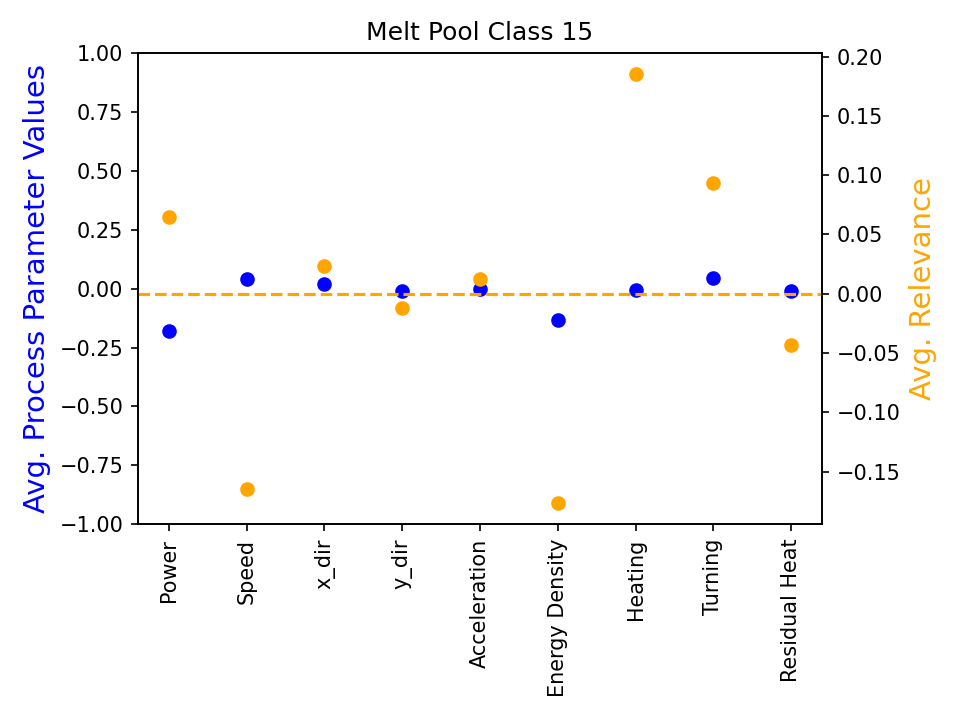 Melt Pool Class 15
Avg. Process Parameter Values
1.00
0.75
0.50
0.25
0.00
−0.25
−0.50
−0.75
−1.00
0.20
0.15
0.10
0.05
0.00
−0.05
−0.10
−0.15
Avg. Relevance
Power
Speed
x_dir
y_dir
Acceleration
Energy Density
Heating
Turning
Residual Heat